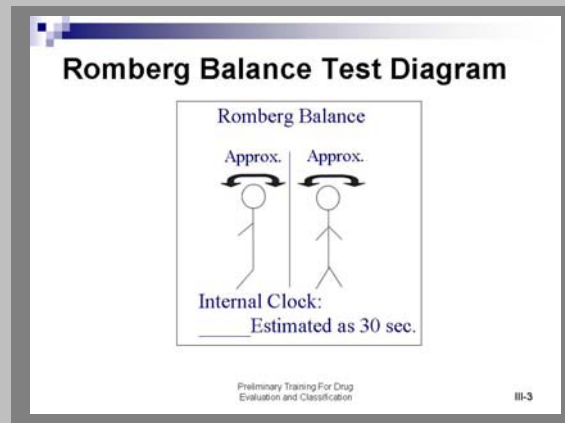 Romberg Balance Test Diagram
Romberg Balance
Approx. Approx.
Internal Clock:
_____Estimated as 30 sec.
Preliminary Training For Drug
Evaluation and Classification
III-3